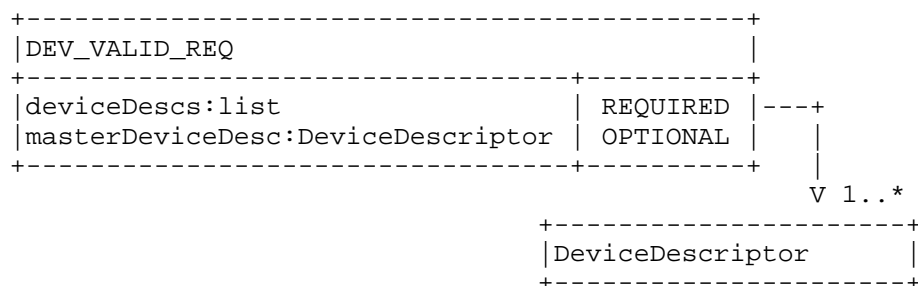 +--------------------------------------------+
|DEV_VALID_REQ                               |
+---------------------------------+----------+
|deviceDescs:list                 | REQUIRED |---+
|masterDeviceDesc:DeviceDescriptor | OPTIONAL |   |
+---------------------------------+----------+   |
V 1..*
+----------------------+
|DeviceDescriptor      |
+----------------------+